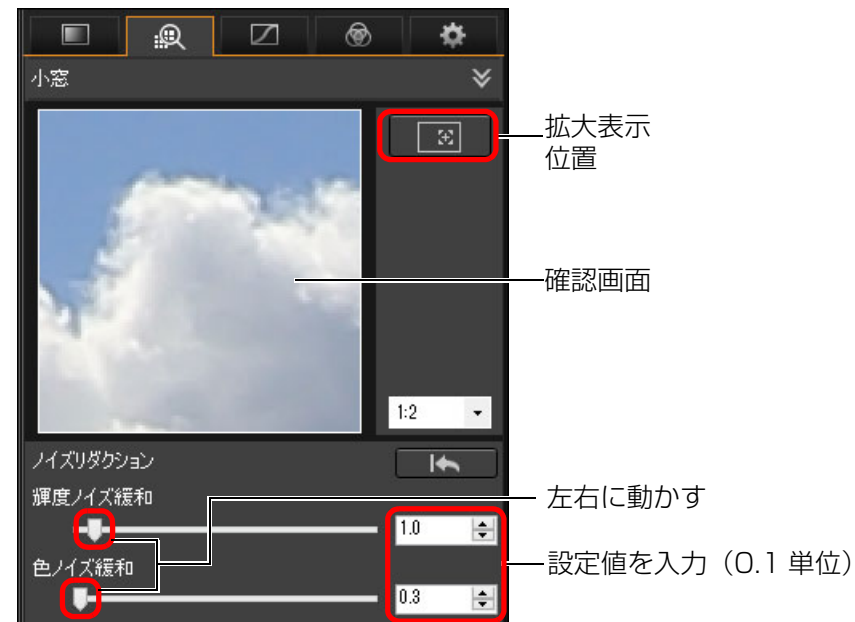 小窓
拡大表示
位置
確認画面
1:2
ノイズリダクション
輝度ノイズ緩和
左右に動かす
1.0
色ノイズ緩和
設定値を入力（0.1 単位）
0.3